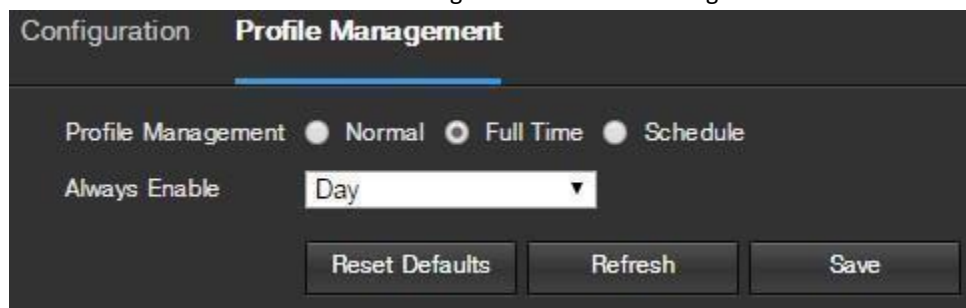 Configuration Profile Management
Profile Management Normal Full Time Schedule
Always Enable Day
Reset Defaults Refresh Save